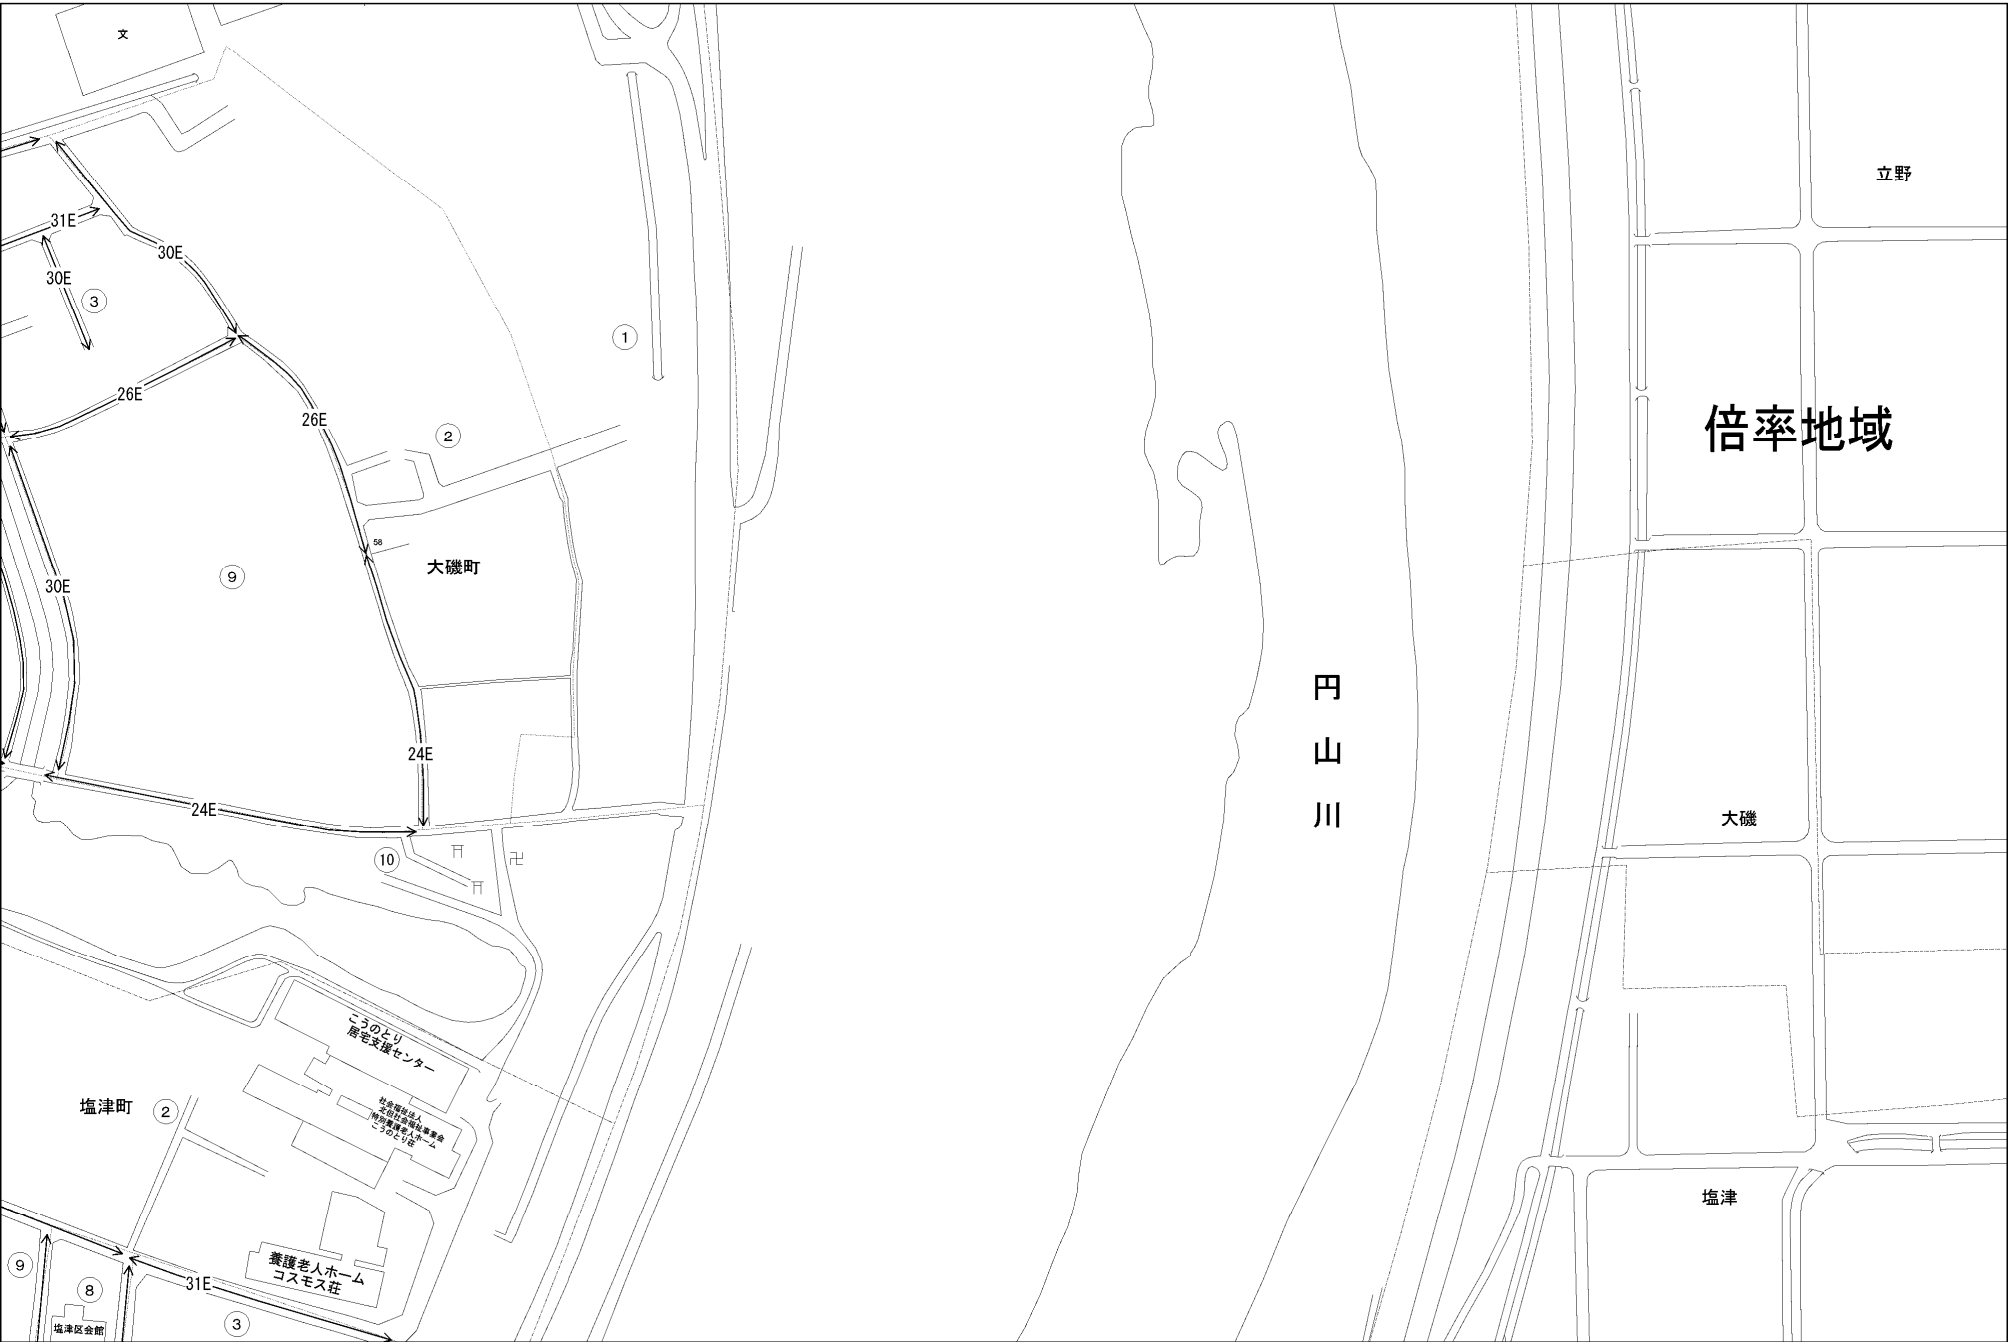 文
立野
31E
30E
30E
③
①
26E
26E
②
倍率地域
58
大磯町
⑨
30E
円山川
24E
24E
大磯
⑩
こうのとり
居宅支援センター
塩津町
②
社会福祉法人
北但社会福祉事業会
特別養護老人ホーム
こうのとり荘
塩津
⑨
養護老人ホーム
コスモス荘
31E
⑧
③
塩津区会館